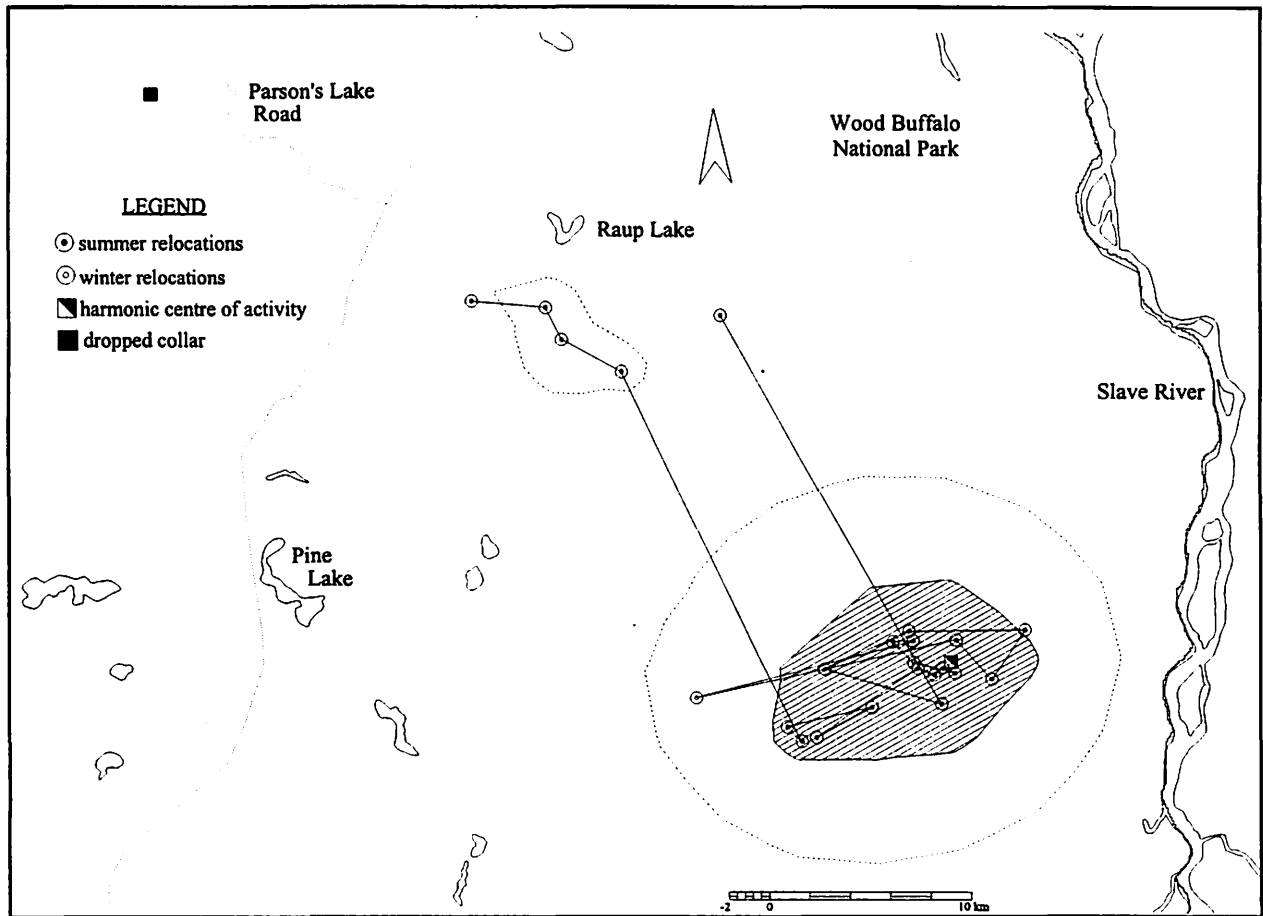 Parson's Lake
Road
Wood Buffalo
National Park
LEGEND
summer relocations
winter relocations
harmonic centre of activity
dropped collar
Raup Lake
Slave River
Pine
Lake
-2 0 10 km